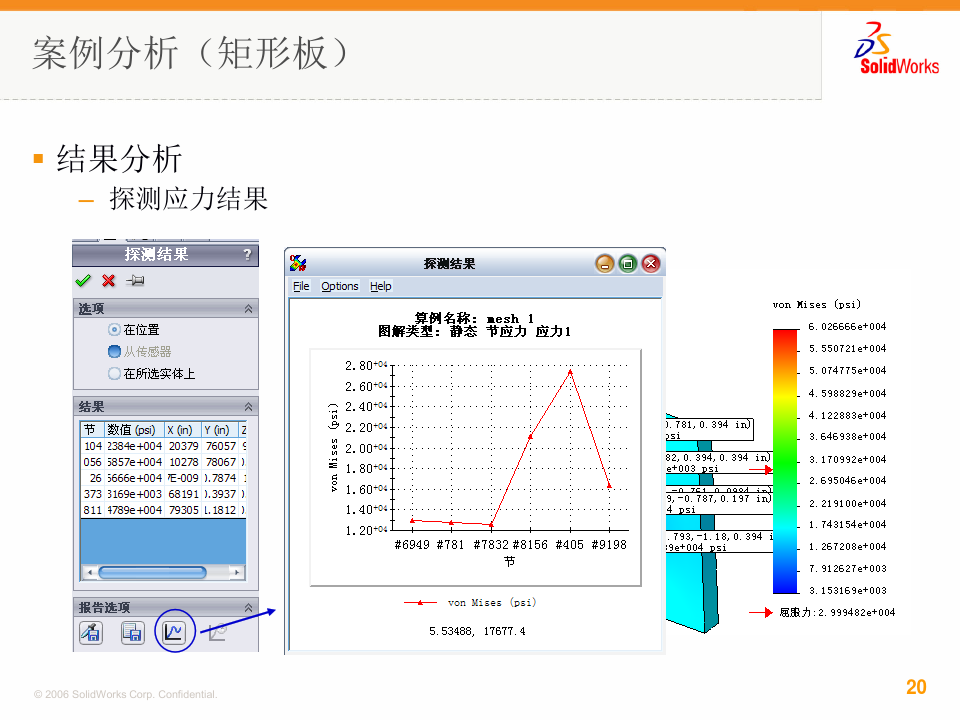 案例分析（矩形板）
SolidWorks
结果分析
– 探测应力结果
探测结果 ?
选项
在位置
从传感器
在所选实体上
结果
节 数值 (psi) X (in) Y (in) Z
104 2384e+004 20379 76057
056 5857e+004 10278 78067
26 5666e+004 7E-009 0.7874
373 3169e+003 68191 0.3937
811 4789e+004 79305 1.1812
报告选项
探测结果
File Options Help
算例名称: mesh 1
图解类型: 静态 节应力 应力1
2.80+04
2.60+04
2.40+04
2.20+04
2.00+04
1.80+04
1.60+04
1.40+04
1.20+04
von Mises (psi)
#6949 #781 #7832 #8156 #405 #9198
节
von Mises (psi)
5.53488, 17677.4
0.781,0.394 in)
psi
82,0.394,0.394 in)
e+003 psi
-0.761,0.0984 in)
9,-0.787,0.197 in)
4 psi
.793,-1.18,0.394 i
89e+004 psi
von Mises (psi)
6.026666e+004
5.550721e+004
5.074775e+004
4.598829e+004
4.122883e+004
3.646938e+004
3.170992e+004
2.695046e+004
2.219100e+004
1.743154e+004
1.267208e+004
7.912627e+003
3.153169e+003
屈服力:2.999482e+004
© 2006 SolidWorks Corp. Confidential.
20